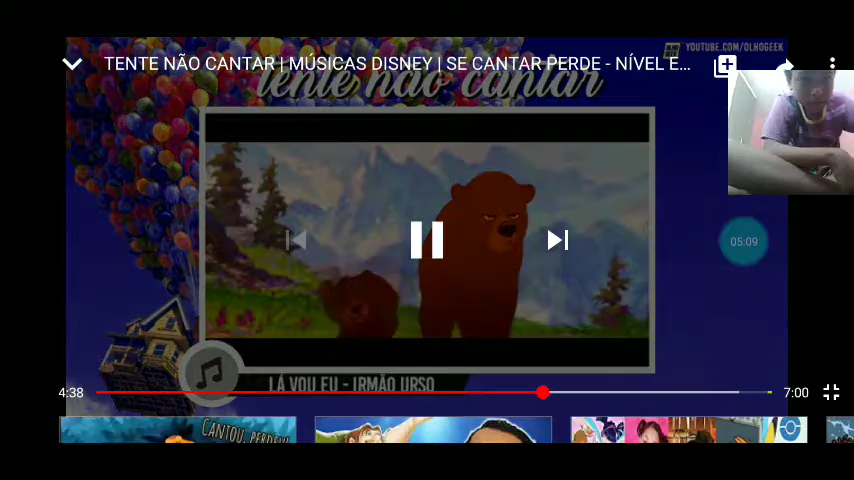 YOUTUBE.COM/OLHOGEEK
TENTE NÃO CANTAR | MÚSICAS DISNEY | SE CANTAR PERDE - NÍVEL E...
tente não cantar
05:09
LÁ VOU EU - IRMÃO URSO
4:38
7:00
CANTOU, PERDEU!